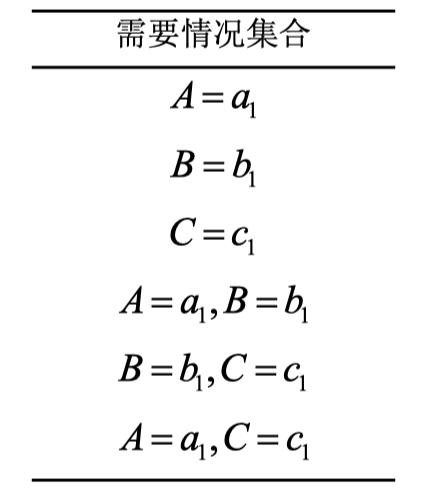 需要情况集合
A = a₁
B = b₁
C = c₁
A = a₁, B = b₁
B = b₁, C = c₁
A = a₁, C = c₁